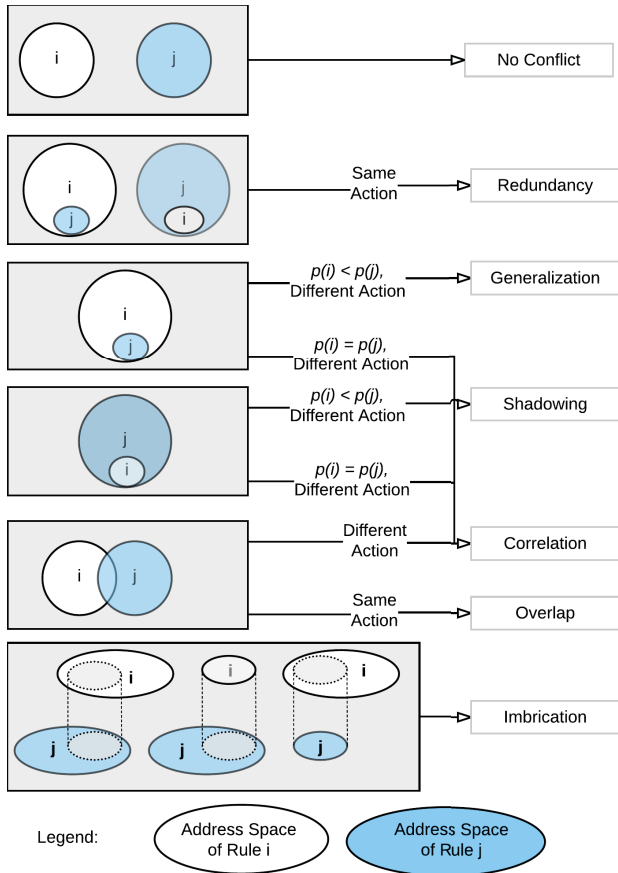 i
j
No Conflict
i
j
j
i
Same
Action
Redundancy
i
j
p(i) < p(j),
Different Action
Generalization
p(i) = p(j),
Different Action
j
i
p(i) < p(j),
Different Action
Shadowing
p(i) = p(j),
Different Action
i
j
Different
Action
Correlation
Same
Action
Overlap
i
i
i
j
j
j
Imbrication
Legend:
Address Space
of Rule i
Address Space
of Rule j